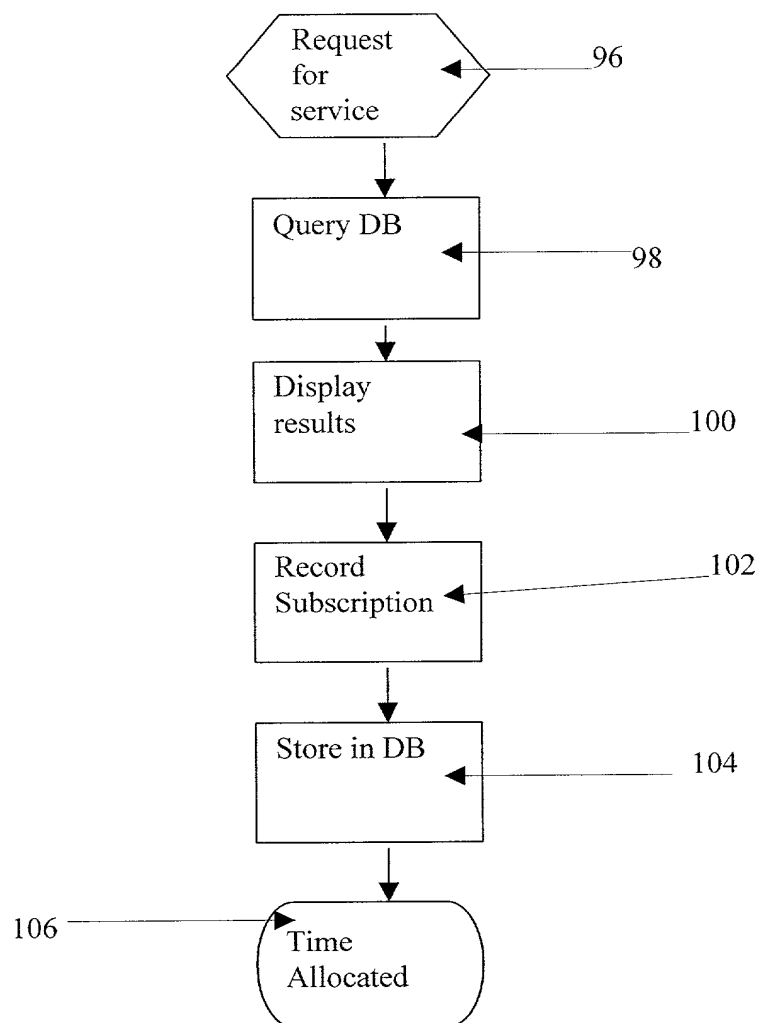 Request
for
service
96
Query DB
98
Display
results
100
Record
Subscription
102
Store in DB
104
106
Time
Allocated